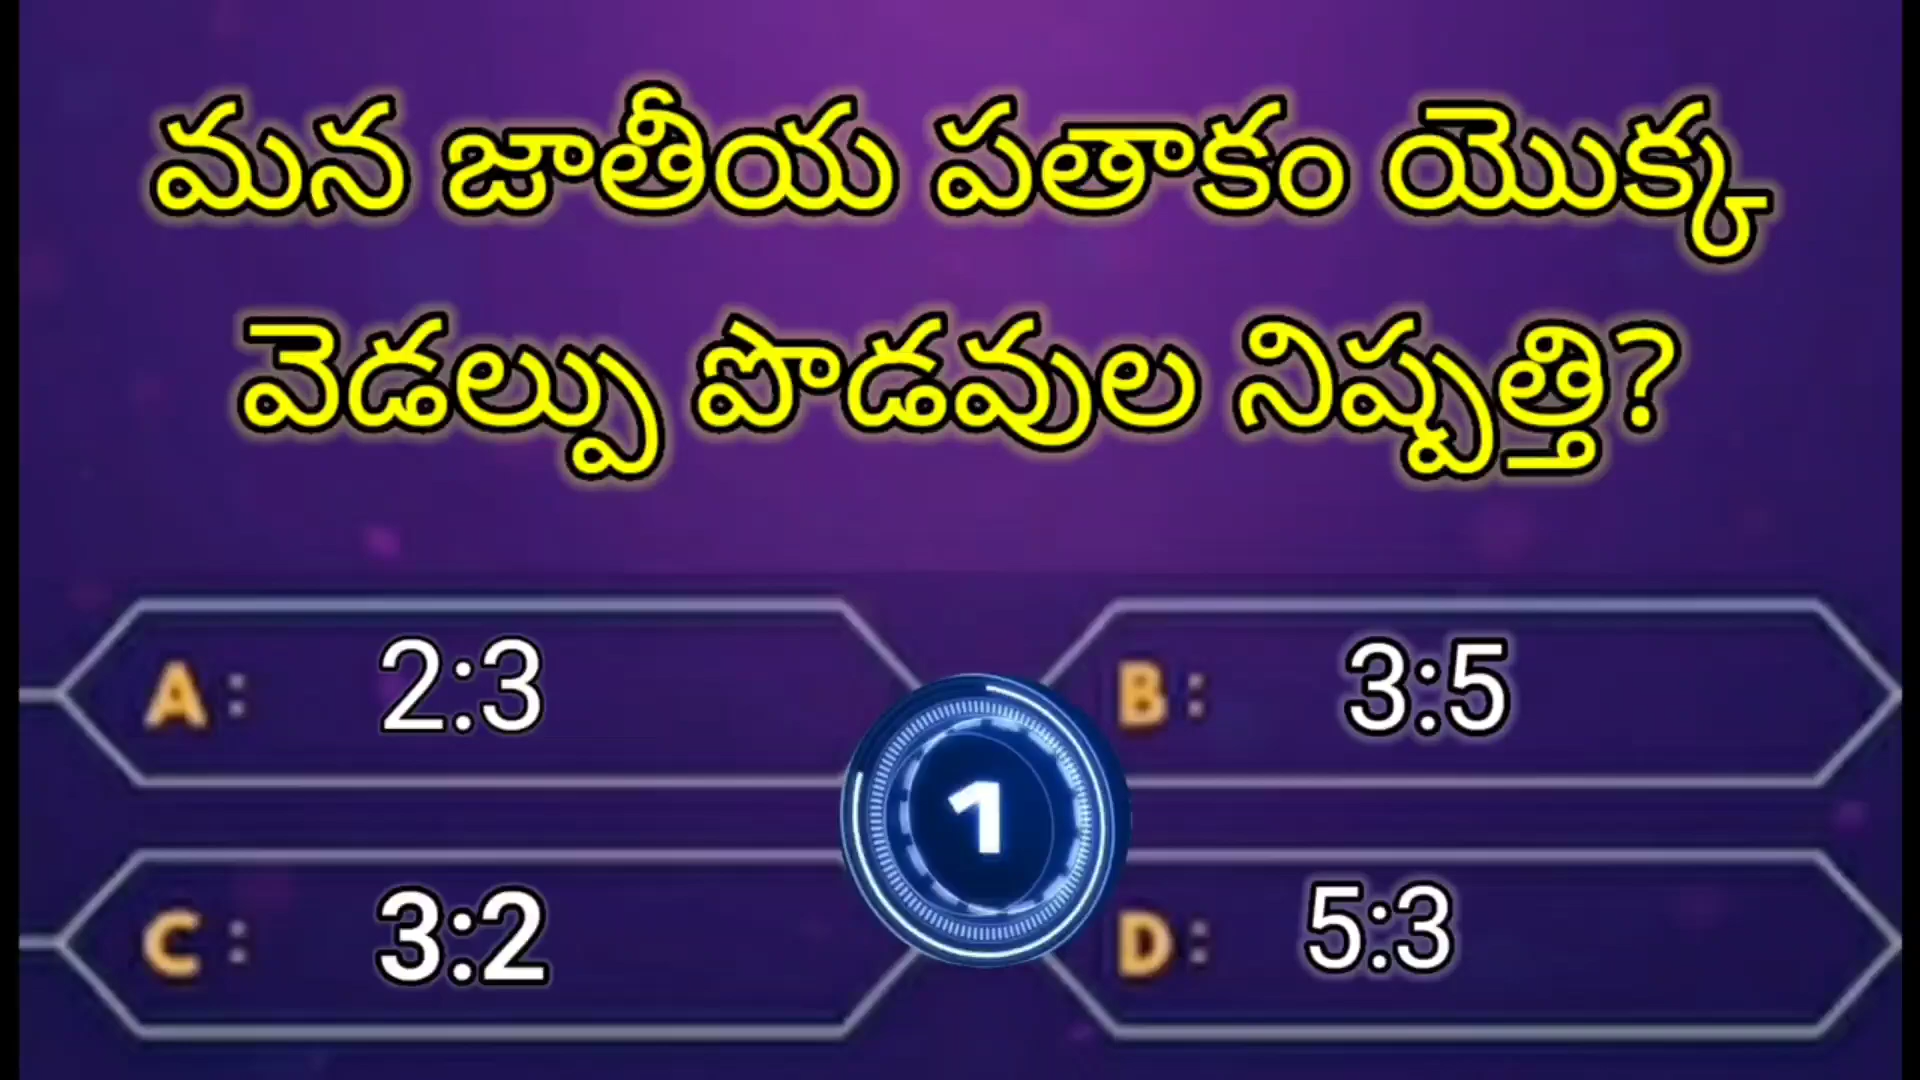 మన జాతీయ పతాకం యొక్క
వెడల్పు పొడవుల నిష్పత్తి?
A: 2:3
B: 3:5
1
C: 3:2
D: 5:3